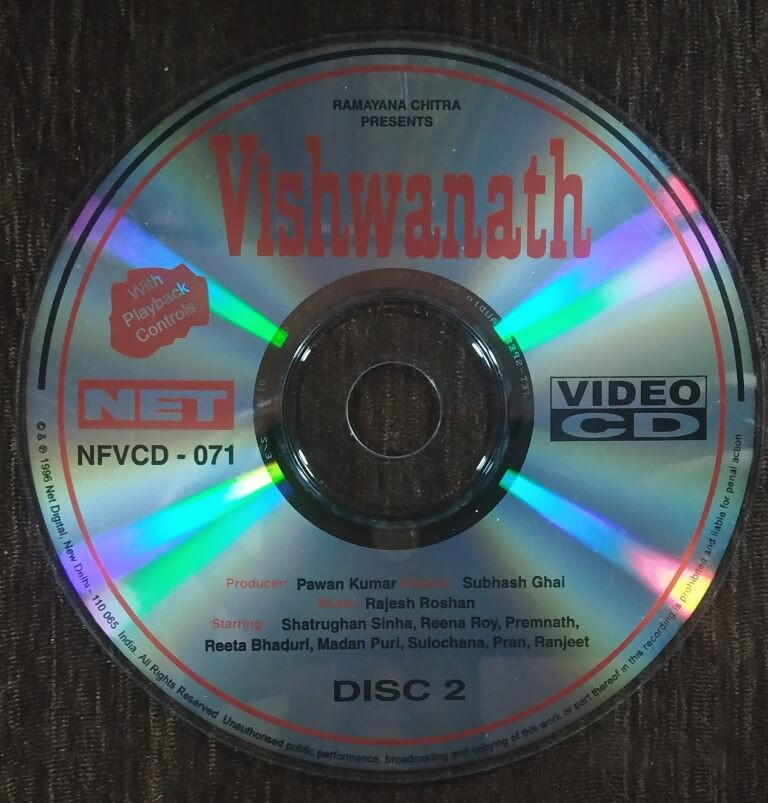 RAMAYANA CHITRA
PRESENTS
Vishwanath
With
Playback
Controls
NET
NFVCD - 071
VIDEO
CD
Producer: Pawan Kumar Director: Subhash Ghai
Music: Rajesh Roshan
Starring: Shatrughan Sinha, Reena Roy, Premnath,
Reeta Bhaduri, Madan Puri, Sulochana, Pran, Ranjeet
DISC 2
© & ℗ 1996 Net Digital, New Delhi - 110 065 India. All Rights Reserved Unauthorised public performance, broadcasting and copying of this work or part thereof in this recording is prohibited and liable for penal action